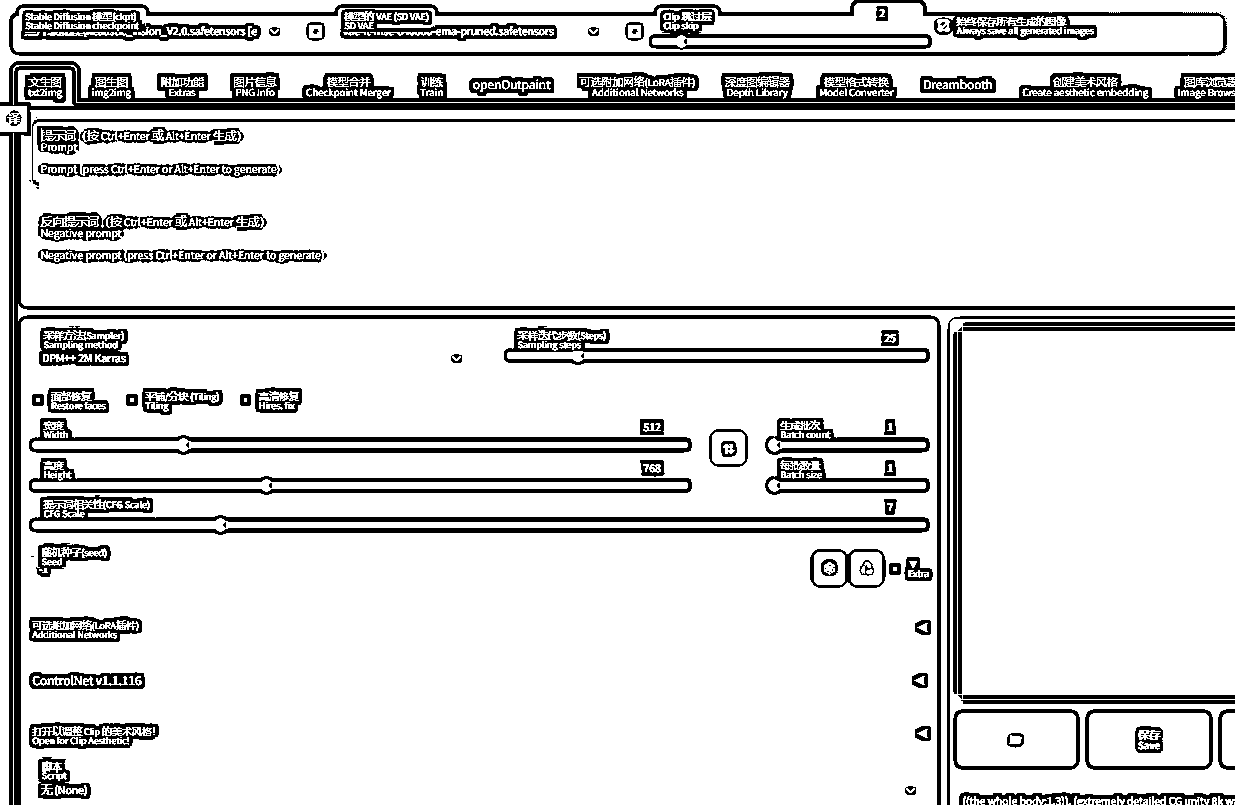 Stable Diffusion 模型(ckpt)
Stable Diffusion checkpoint
_V2.0.safetensors [e
模型的 VAE (SD VAE)
SD VAE
-ema-pruned.safetensors
Clip 跳过层
Clip skip
2
始终保存所有生成的图像
Always save all generated images
文生图
txt2img
图生图
img2img
附加功能
Extras
图片信息
PNG Info
模型合并
Checkpoint Merger
训练
Train
openOutpaint
可选附加网络(LoRA插件)
Additional Networks
深度图编辑器
Depth Library
模型格式转换
Model Converter
Dreambooth
创建美术风格
Create aesthetic embedding
图库浏览器
Image Brows
提示词 (按 Ctrl+Enter 或 Alt+Enter 生成)
Prompt
Prompt (press Ctrl+Enter or Alt+Enter to generate)
反向提示词 (按 Ctrl+Enter 或 Alt+Enter 生成)
Negative prompt
Negative prompt (press Ctrl+Enter or Alt+Enter to generate)
采样方法(Sampler)
Sampling method
DPM++ 2M Karras
采样迭代步数(Steps)
Sampling steps
25
面部修复
Restore faces
平铺/分块 (Tiling)
Tiling
高清修复
Hires. fix
宽度
Width
512
生成批次
Batch count
1
高度
Height
768
每批数量
Batch size
1
提示词相关性(CFG Scale)
CFG Scale
7
随机种子(seed)
Seed
-1
Extra
可选附加网络(LoRA插件)
Additional Networks
ControlNet v1.1.116
打开以调整 Clip 的美术风格!
Open for Clip Aesthetic!
脚本
Script
无 (None)
保存
Save
((the whole body:1.3)), [extremely detailed CG unity 8k w